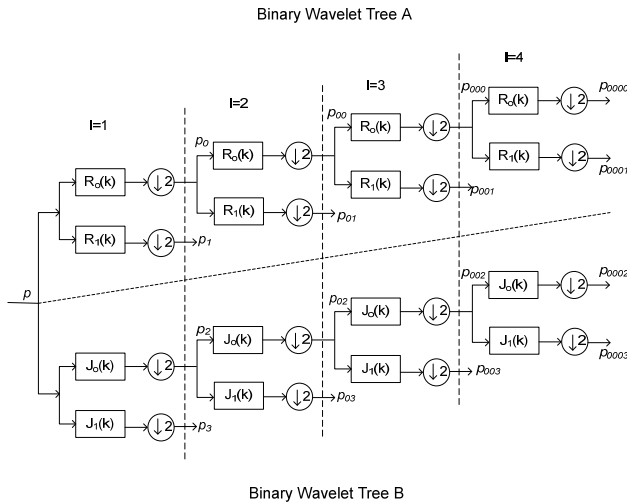 Binary Wavelet Tree A
l=1
l=2
l=3
l=4
p
R₀(k) ↓2 p₀
R₁(k) ↓2 p₁
R₀(k) ↓2 p₀₀
R₁(k) ↓2 p₀₁
R₀(k) ↓2 p₀₀₀
R₁(k) ↓2 p₀₀₁
R₀(k) ↓2 p₀₀₀₀
R₁(k) ↓2 p₀₀₀₁
J₀(k) ↓2 p₂
J₁(k) ↓2 p₃
J₀(k) ↓2 p₀₂
J₁(k) ↓2 p₀₃
J₀(k) ↓2 p₀₀₂
J₁(k) ↓2 p₀₀₃
J₀(k) ↓2 p₀₀₀₂
J₁(k) ↓2 p₀₀₀₃
Binary Wavelet Tree B